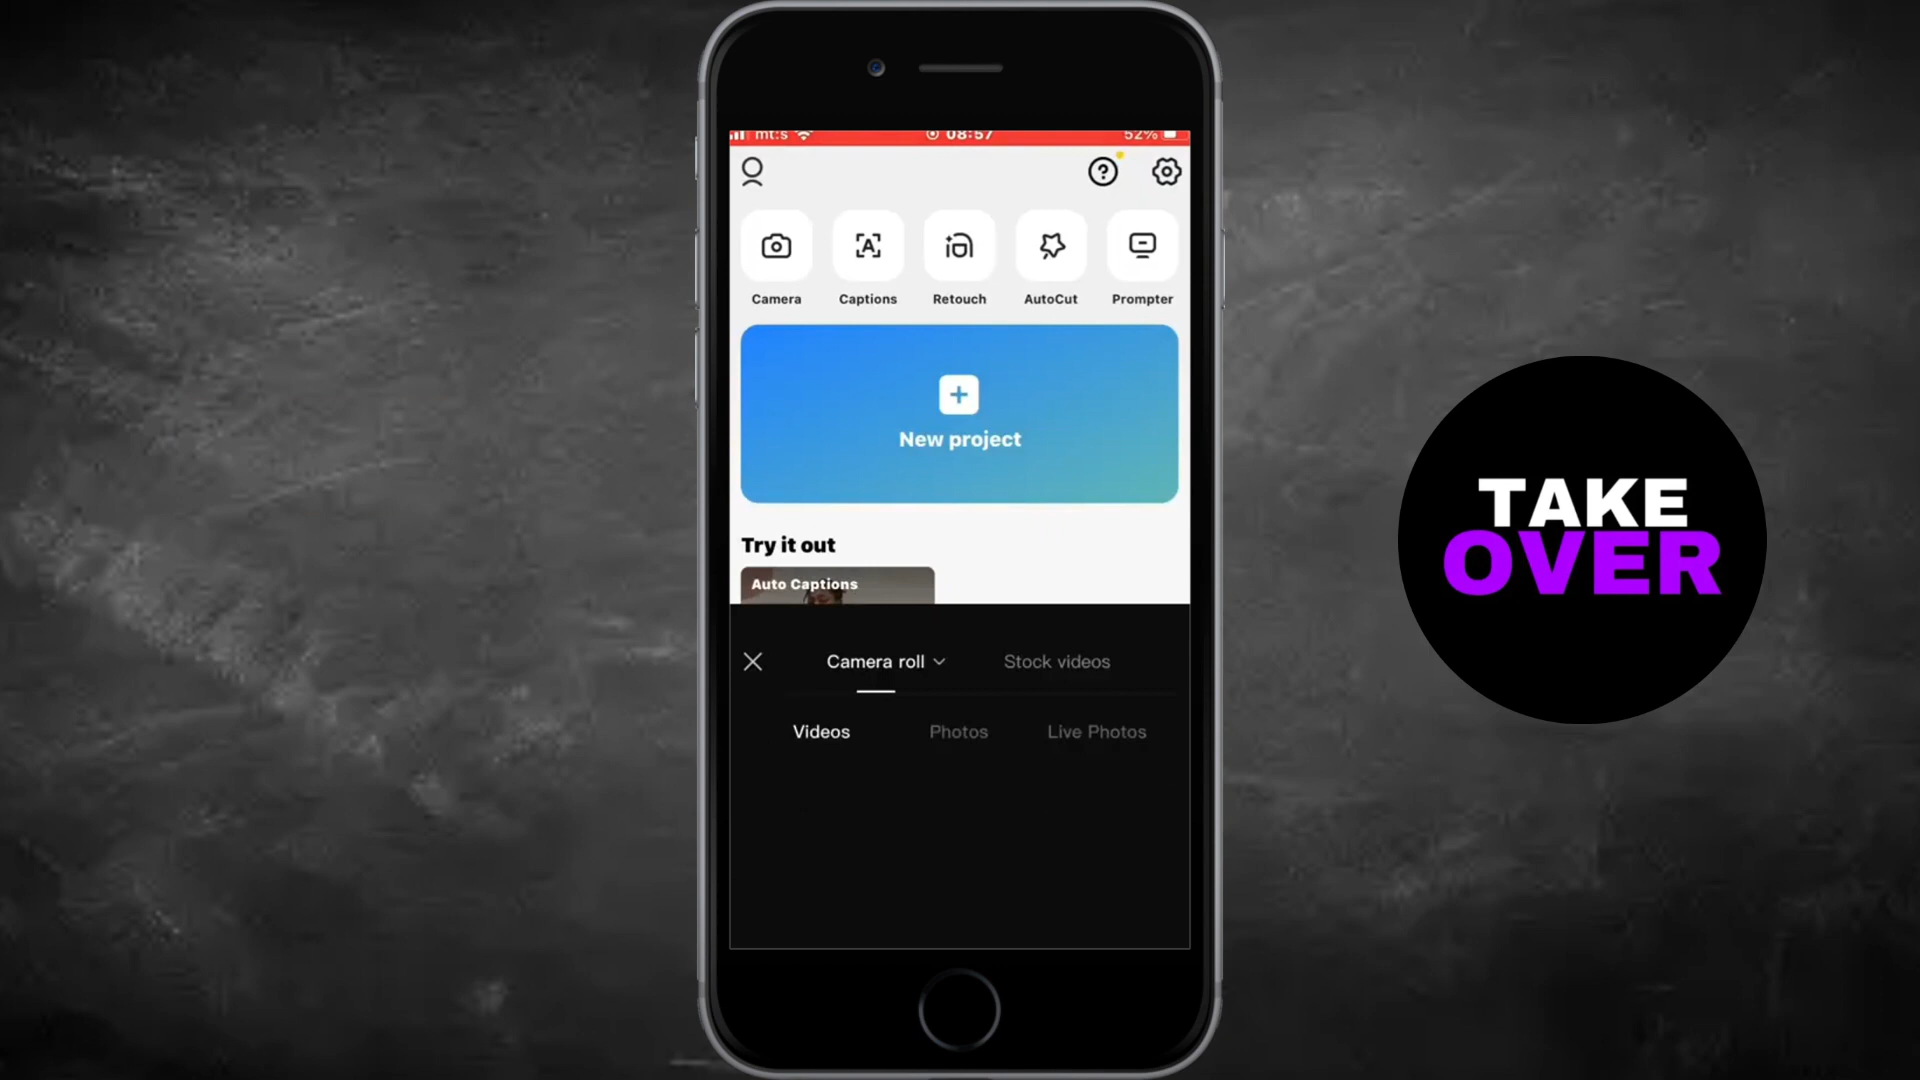 mt:s 08:57 52%
Camera Captions Retouch AutoCut Prompter
New project
Try it out
Auto Captions
Camera roll Stock videos
Videos Photos Live Photos
TAKE
OVER